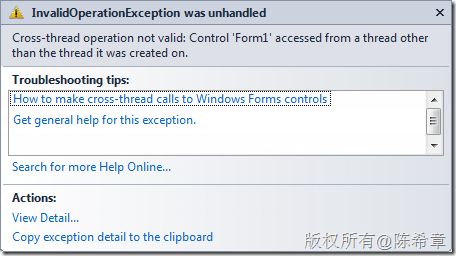 InvalidOperationException was unhandled
Cross-thread operation not valid: Control 'Form1' accessed from a thread other
than the thread it was created on.
Troubleshooting tips:
How to make cross-thread calls to Windows Forms controls
Get general help for this exception.
Search for more Help Online...
Actions:
View Detail...
Copy exception detail to the clipboard
版权所有@陈希章